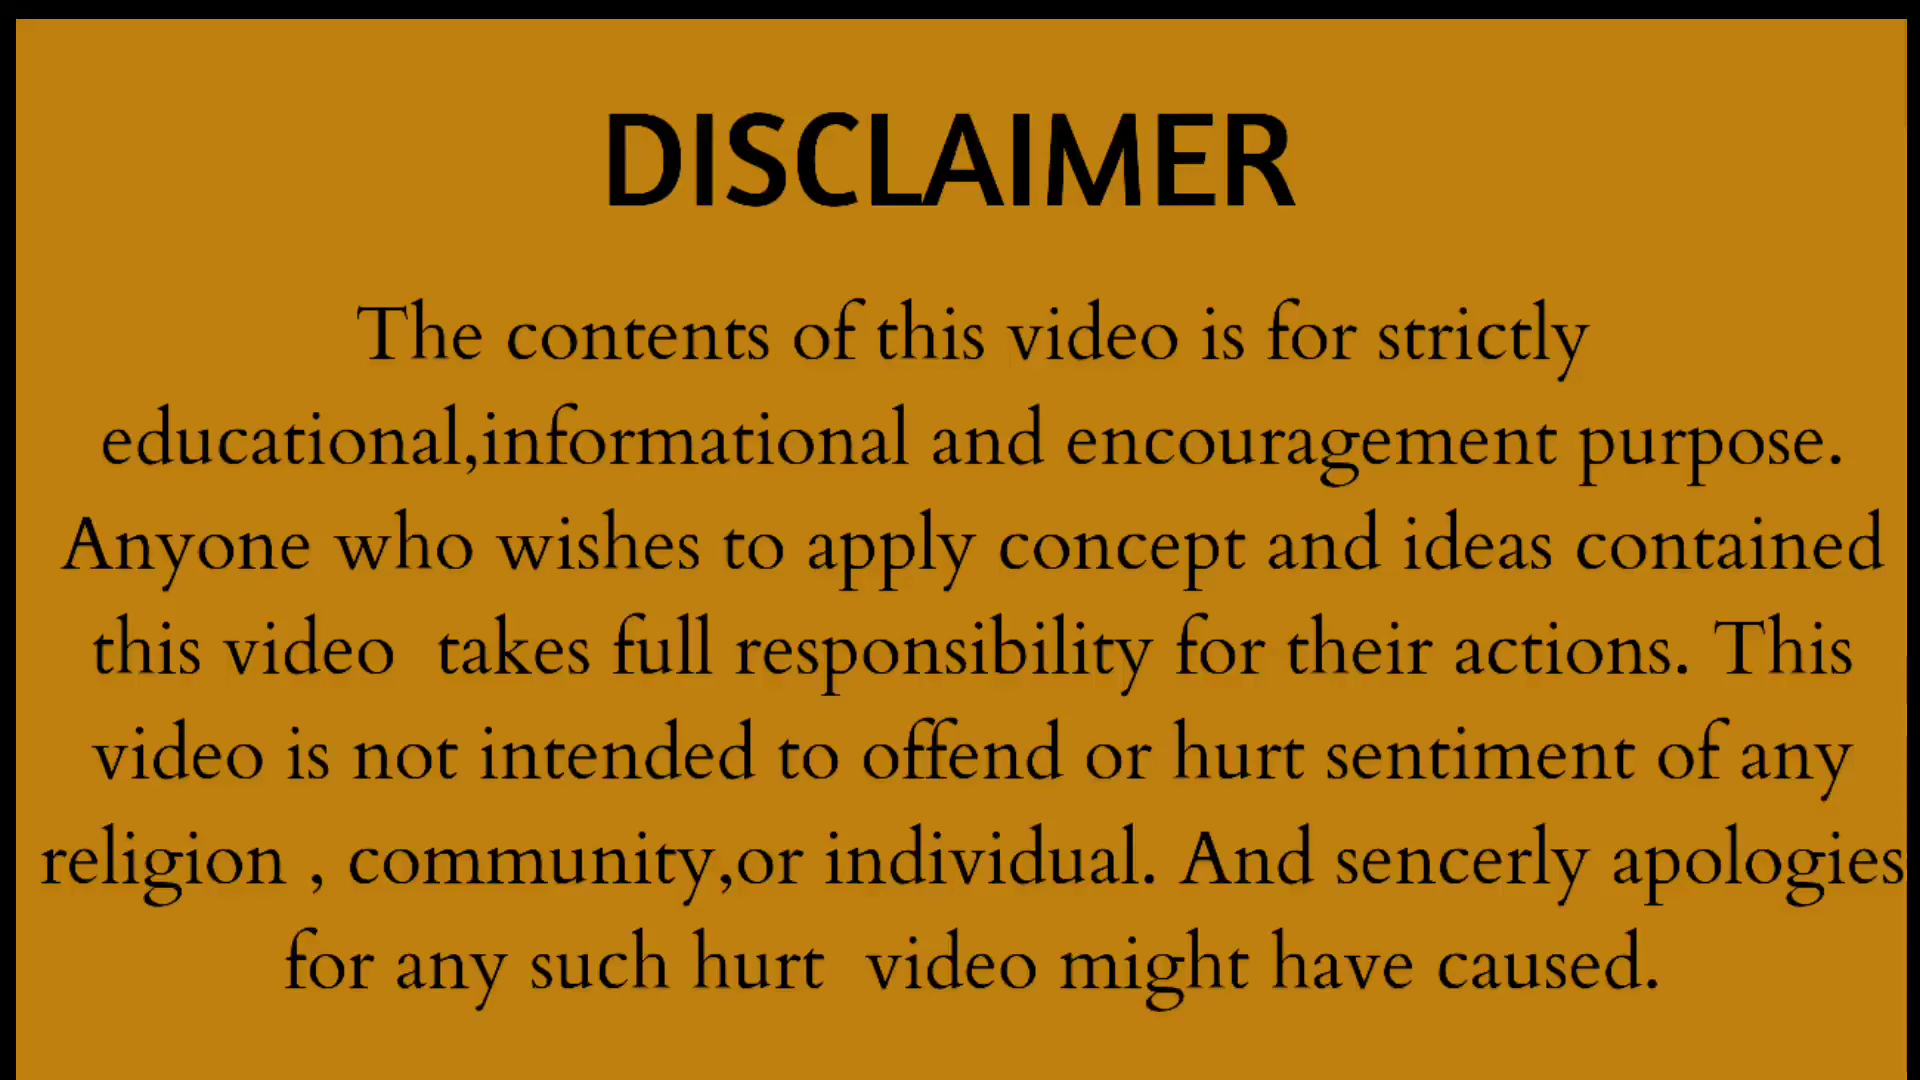 DISCLAIMER
The contents of this video is for strictly
educational,informational and encouragement purpose.
Anyone who wishes to apply concept and ideas contained
this video  takes full responsibility for their actions. This
video is not intended to offend or hurt sentiment of any
religion , community,or individual. And sencerly apologies
for any such hurt  video might have caused.